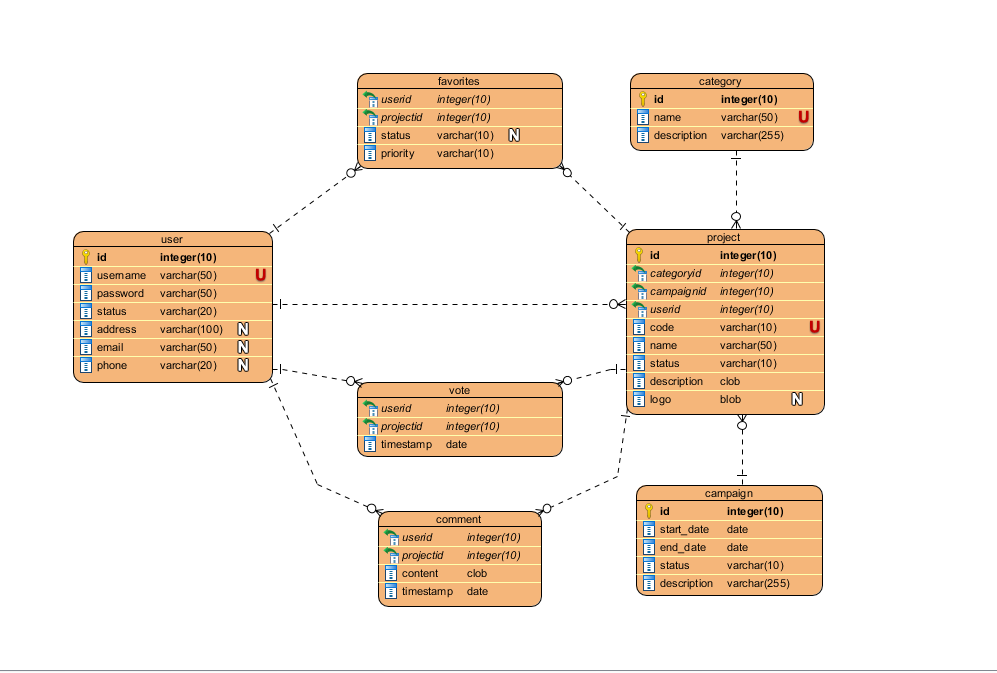 favorites
userid integer(10)
projectid integer(10)
status varchar(10) N
priority varchar(10)
category
id integer(10)
name varchar(50) U
description varchar(255)
user
id integer(10)
username varchar(50) U
password varchar(50)
status varchar(20)
address varchar(100) N
email varchar(50) N
phone varchar(20) N
project
id integer(10)
categoryid integer(10)
campaignid integer(10)
userid integer(10)
code varchar(10) U
name varchar(50)
status varchar(10)
description clob
logo blob N
vote
userid integer(10)
projectid integer(10)
timestamp date
comment
userid integer(10)
projectid integer(10)
content clob
timestamp date
campaign
id integer(10)
start_date date
end_date date
status varchar(10)
description varchar(255)